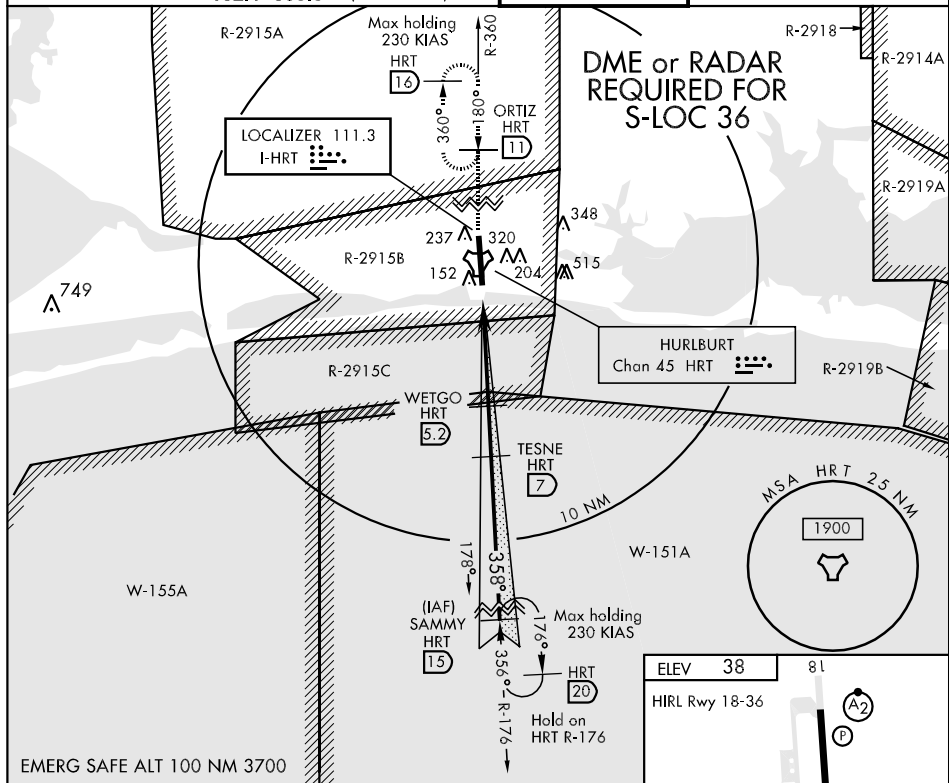 R-2915A
Max holding
230 KIAS
R-360
HRT
16
360°
180°
ORTIZ
HRT
11
DME or RADAR
REQUIRED FOR
S-LOC 36
R-2918
R-2914A
R-2919A
LOCALIZER 111.3
I-HRT
237
320
348
R-2915B
152
204
515
749
HURLBURT
Chan 45 HRT
R-2919B
R-2915C
WETGO
HRT
5.2
TESNE
HRT
7
10 NM
MSA HRT 25 NM
1900
W-151A
W-155A
178°
358°
(IAF)
SAMMY
HRT
15
Max holding
230 KIAS
176°
356°
R-176
HRT
20
Hold on
HRT R-176
ELEV 38
HIRL Rwy 18-36
18
A2
P
EMERG SAFE ALT 100 NM 3700